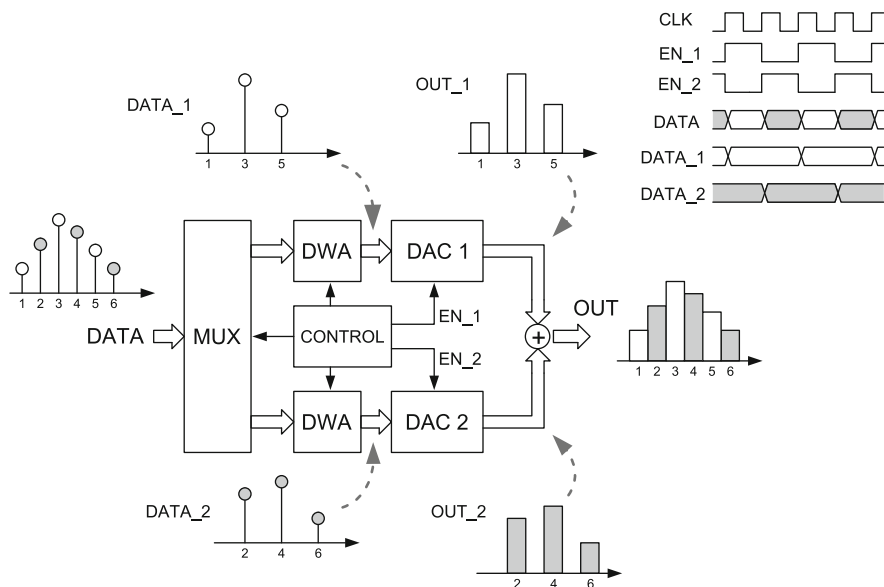 CLK
EN_1
EN_2
DATA
DATA_1
DATA_2
DATA_1
1 3 5
OUT_1
1 3 5
1 2 3 4 5 6
DATA
MUX
DWA
DAC 1
CONTROL
EN_1
EN_2
DWA
DAC 2
+
OUT
1 2 3 4 5 6
DATA_2
2 4 6
OUT_2
2 4 6